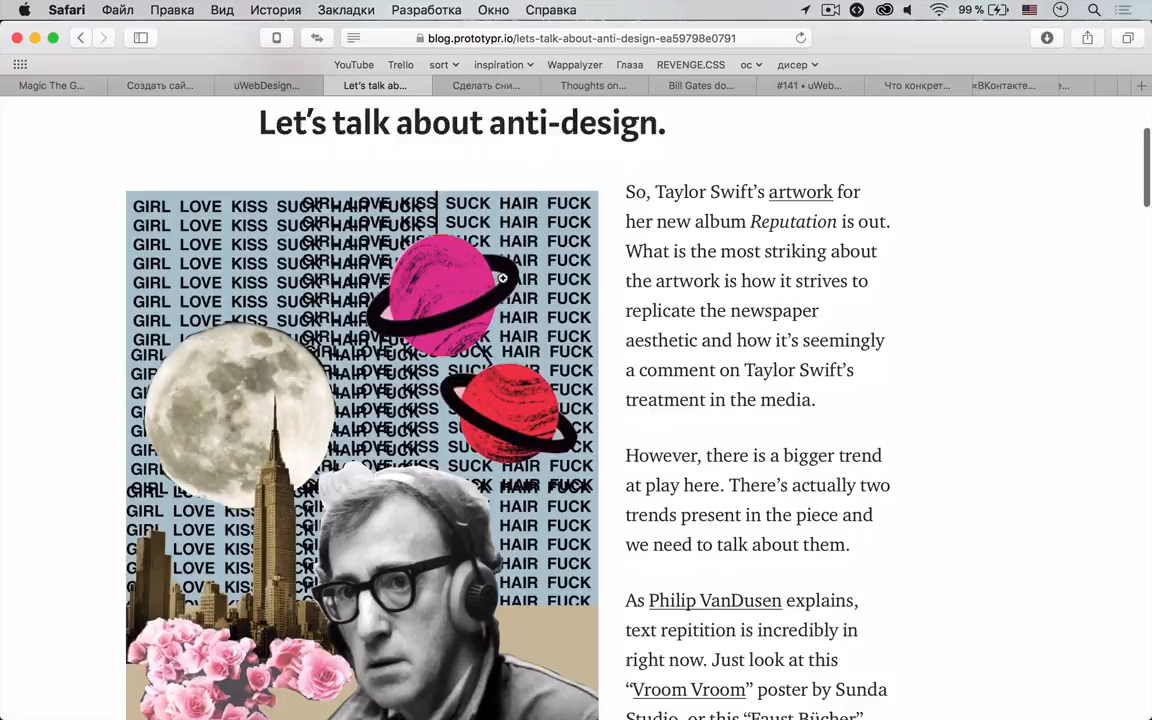 Safari Файл Правка Вид История Закладки Разработка Окно Справка 99 %
blog.prototypr.io/lets-talk-about-anti-design-ea59798e0791
YouTube Trello sort inspiration Wappalyzer Глаза REVENGE.CSS ос дисер
Magic The G... Создать сай... uWebDesign... Let's talk ab... Сделать сни... Thoughts on... Bill Gates do... #141 • uWeb... Что конкрет... «ВКонтакте... е...
Let's talk about anti-design.
GIRL LOVE KISS SUCK HAIR FUCK
So, Taylor Swift's artwork for
her new album Reputation is out.
What is the most striking about
the artwork is how it strives to
replicate the newspaper
aesthetic and how it's seemingly
a comment on Taylor Swift's
treatment in the media.
However, there is a bigger trend
at play here. There's actually two
trends present in the piece and
we need to talk about them.
As Philip VanDusen explains,
text repitition is incredibly in
right now. Just look at this
“Vroom Vroom” poster by Sunda
Studio, or this “Faust Bücher”